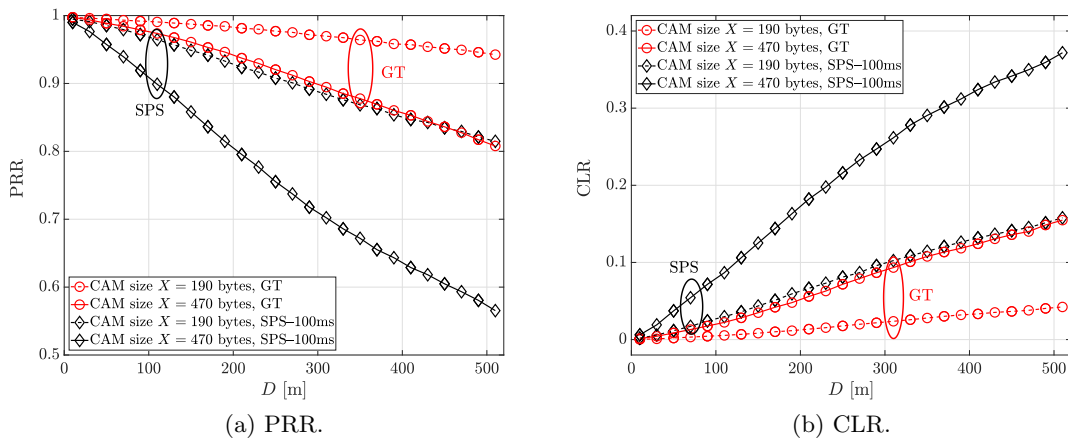 1
0.9
0.8
0.7
0.6
0.5
PRR
SPS
GT
CAM size X = 190 bytes, GT
CAM size X = 470 bytes, GT
CAM size X = 190 bytes, SPS–100ms
CAM size X = 470 bytes, SPS–100ms
0 100 200 300 400 500
D [m]
(a) PRR.
0.4
0.3
0.2
0.1
0
CLR
CAM size X = 190 bytes, GT
CAM size X = 470 bytes, GT
CAM size X = 190 bytes, SPS–100ms
CAM size X = 470 bytes, SPS–100ms
SPS
GT
0 100 200 300 400 500
D [m]
(b) CLR.